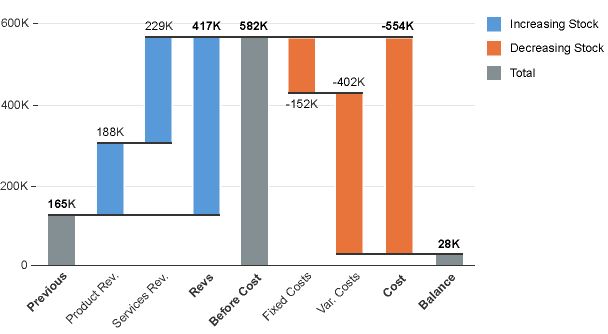 600K
400K
200K
0
165K
188K
229K
417K
582K
-152K
-402K
-554K
28K
Previous
Product Rev.
Services Rev.
Revs
Before Cost
Fixed Costs
Var. Costs
Cost
Balance
Increasing Stock
Decreasing Stock
Total